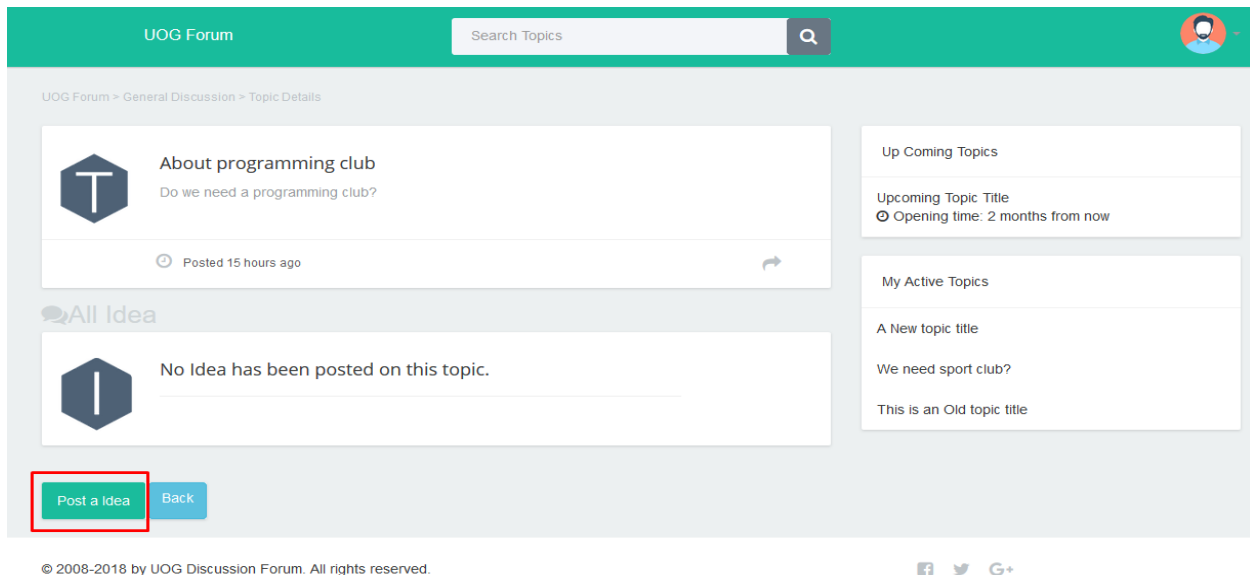 UOG Forum
Search Topics
UOG Forum > General Discussion > Topic Details
T
About programming club
Do we need a programming club?
Posted 15 hours ago
All Idea
I
No Idea has been posted on this topic.
Post a Idea
Back
Up Coming Topics
Upcoming Topic Title
Opening time: 2 months from now
My Active Topics
A New topic title
We need sport club?
This is an Old topic title
© 2008-2018 by UOG Discussion Forum. All rights reserved.
G+